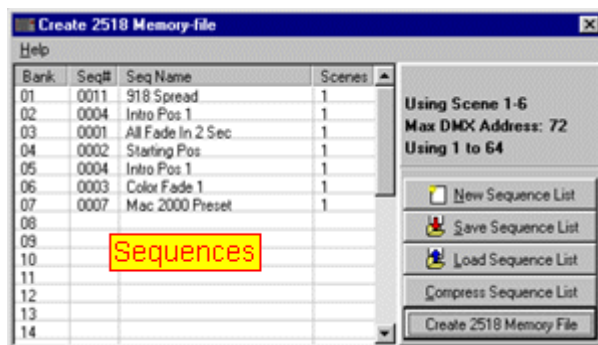 Create 2518 Memory-file
Help
Bank Seq# Seq Name Scenes
01 0011 918 Spread 1
02 0004 Intro Pos 1 1
03 0001 All Fade In 2 Sec 1
04 0002 Starting Pos 1
05 0004 Intro Pos 1 1
06 0003 Color Fade 1 1
07 0007 Mac 2000 Preset 1
08
09
10
11
12
13
14
Sequences
Using Scene 1-6
Max DMX Address: 72
Using 1 to 64
New Sequence List
Save Sequence List
Load Sequence List
Compress Sequence List
Create 2518 Memory File